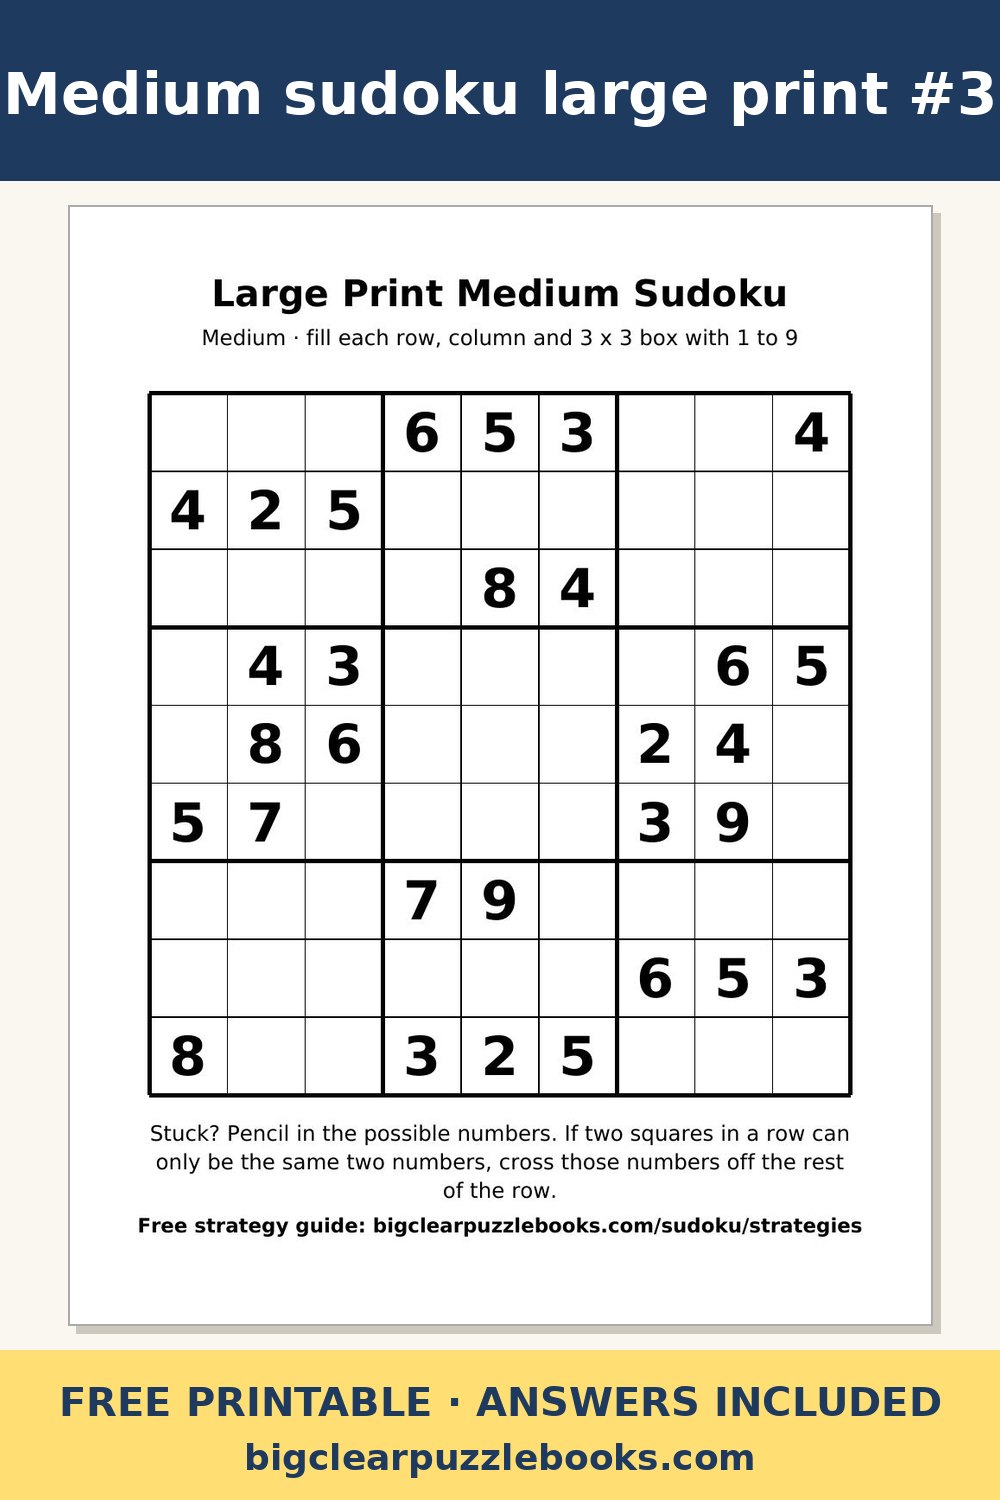 Medium sudoku large print #3
Large Print Medium Sudoku
Medium · fill each row, column and 3 x 3 box with 1 to 9
6 5 3 4
4 2 5
8 4
4 3 6 5
8 6 2 4
5 7 3 9
7 9
6 5 3
8 3 2 5
Stuck? Pencil in the possible numbers. If two squares in a row can
only be the same two numbers, cross those numbers off the rest
of the row.
Free strategy guide: bigclearpuzzlebooks.com/sudoku/strategies
FREE PRINTABLE · ANSWERS INCLUDED
bigclearpuzzlebooks.com